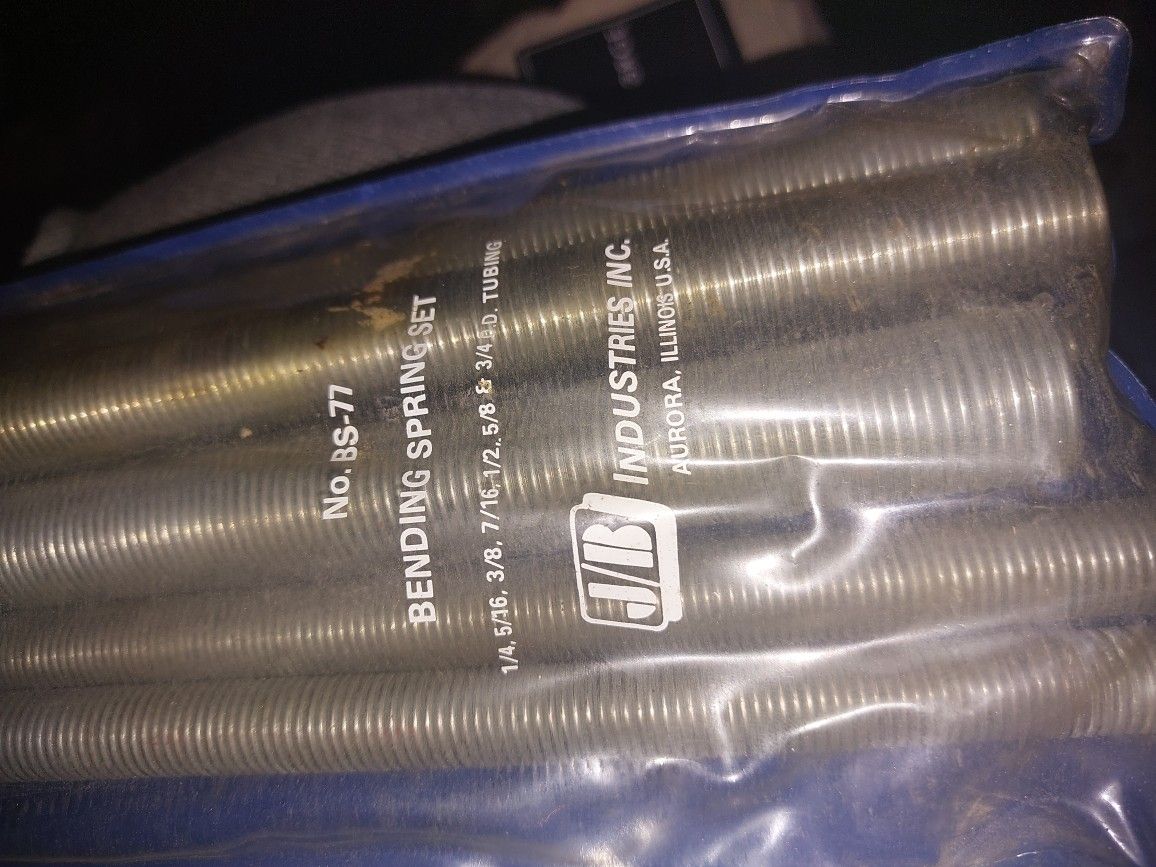 No. BS-77
BENDING SPRING SET
1/4, 5/16, 3/8, 7/16, 1/2, 5/8 & 3/4 O.D. TUBING
J/B INDUSTRIES INC.
AURORA, ILLINOIS U.S.A.